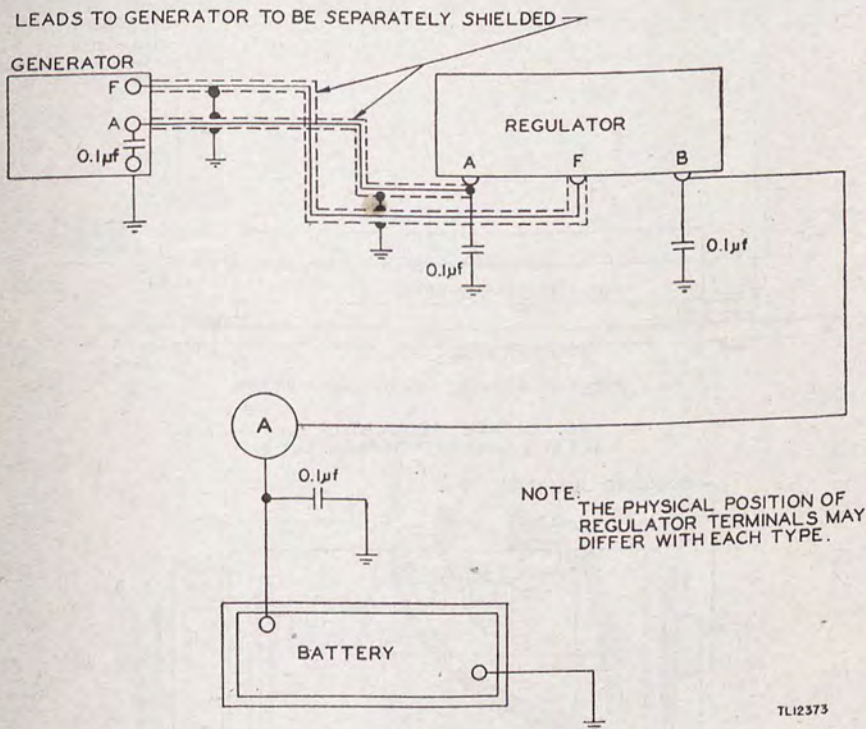 LEADS TO GENERATOR TO BE SEPARATELY SHIELDED
GENERATOR
F
A
0.1µf
REGULATOR
A F B
0.1µf
0.1µf
A
0.1µf
NOTE:
THE PHYSICAL POSITION OF
REGULATOR TERMINALS MAY
DIFFER WITH EACH TYPE.
BATTERY
TL12373